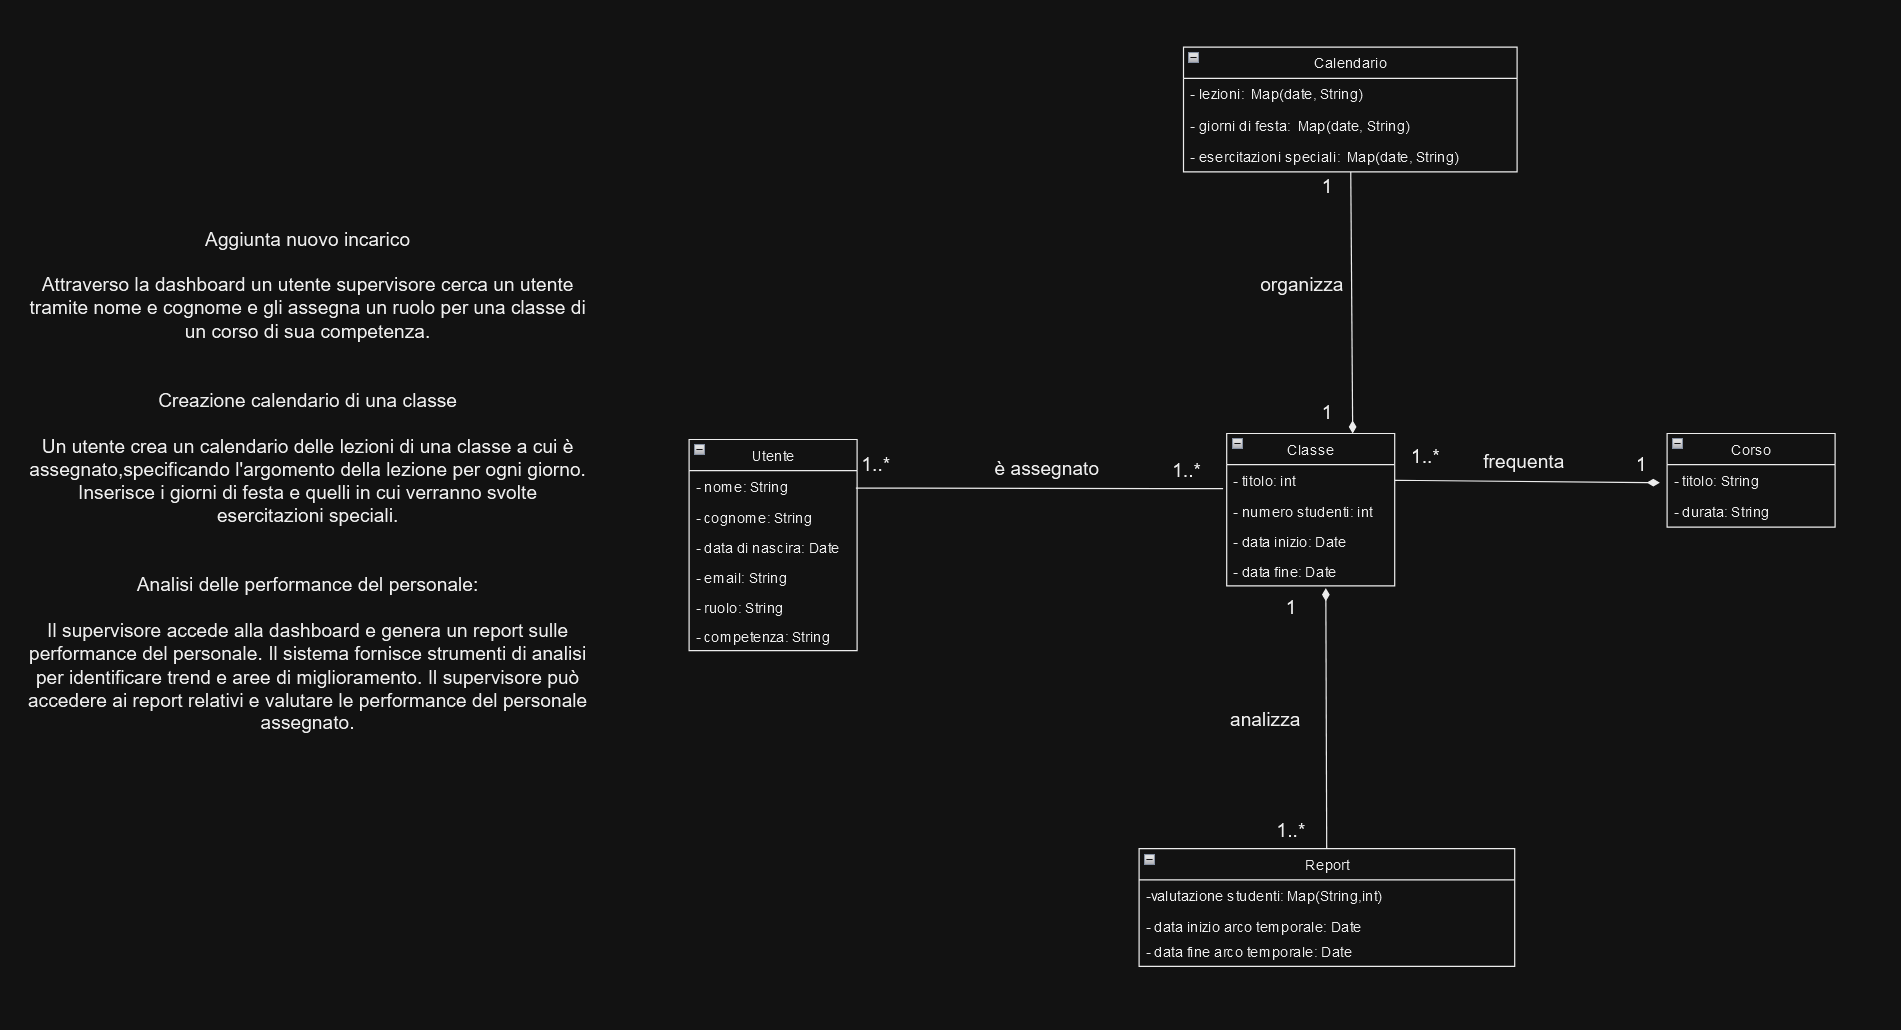 Aggiunta nuovo incarico
Attraverso la dashboard un utente supervisore cerca un utente
tramite nome e cognome e gli assegna un ruolo per una classe di
un corso di sua competenza.
Creazione calendario di una classe
Un utente crea un calendario delle lezioni di una classe a cui è
assegnato,specificando l'argomento della lezione per ogni giorno.
Inserisce i giorni di festa e quelli in cui verranno svolte
esercitazioni speciali.
Analisi delle performance del personale:
Il supervisore accede alla dashboard e genera un report sulle
performance del personale. Il sistema fornisce strumenti di analisi
per identificare trend e aree di miglioramento. Il supervisore può
accedere ai report relativi e valutare le performance del personale
assegnato.
Calendario
- lezioni: Map(date, String)
- giorni di festa: Map(date, String)
- esercitazioni speciali: Map(date, String)
1
organizza
1
Utente
- nome: String
- cognome: String
- data di nascira: Date
- email: String
- ruolo: String
- competenza: String
1..*
è assegnato
1..*
Classe
- titolo: int
- numero studenti: int
- data inizio: Date
- data fine: Date
1..*
frequenta
1
Corso
- titolo: String
- durata: String
1
analizza
1..*
Report
-valutazione studenti: Map(String,int)
- data inizio arco temporale: Date
- data fine arco temporale: Date